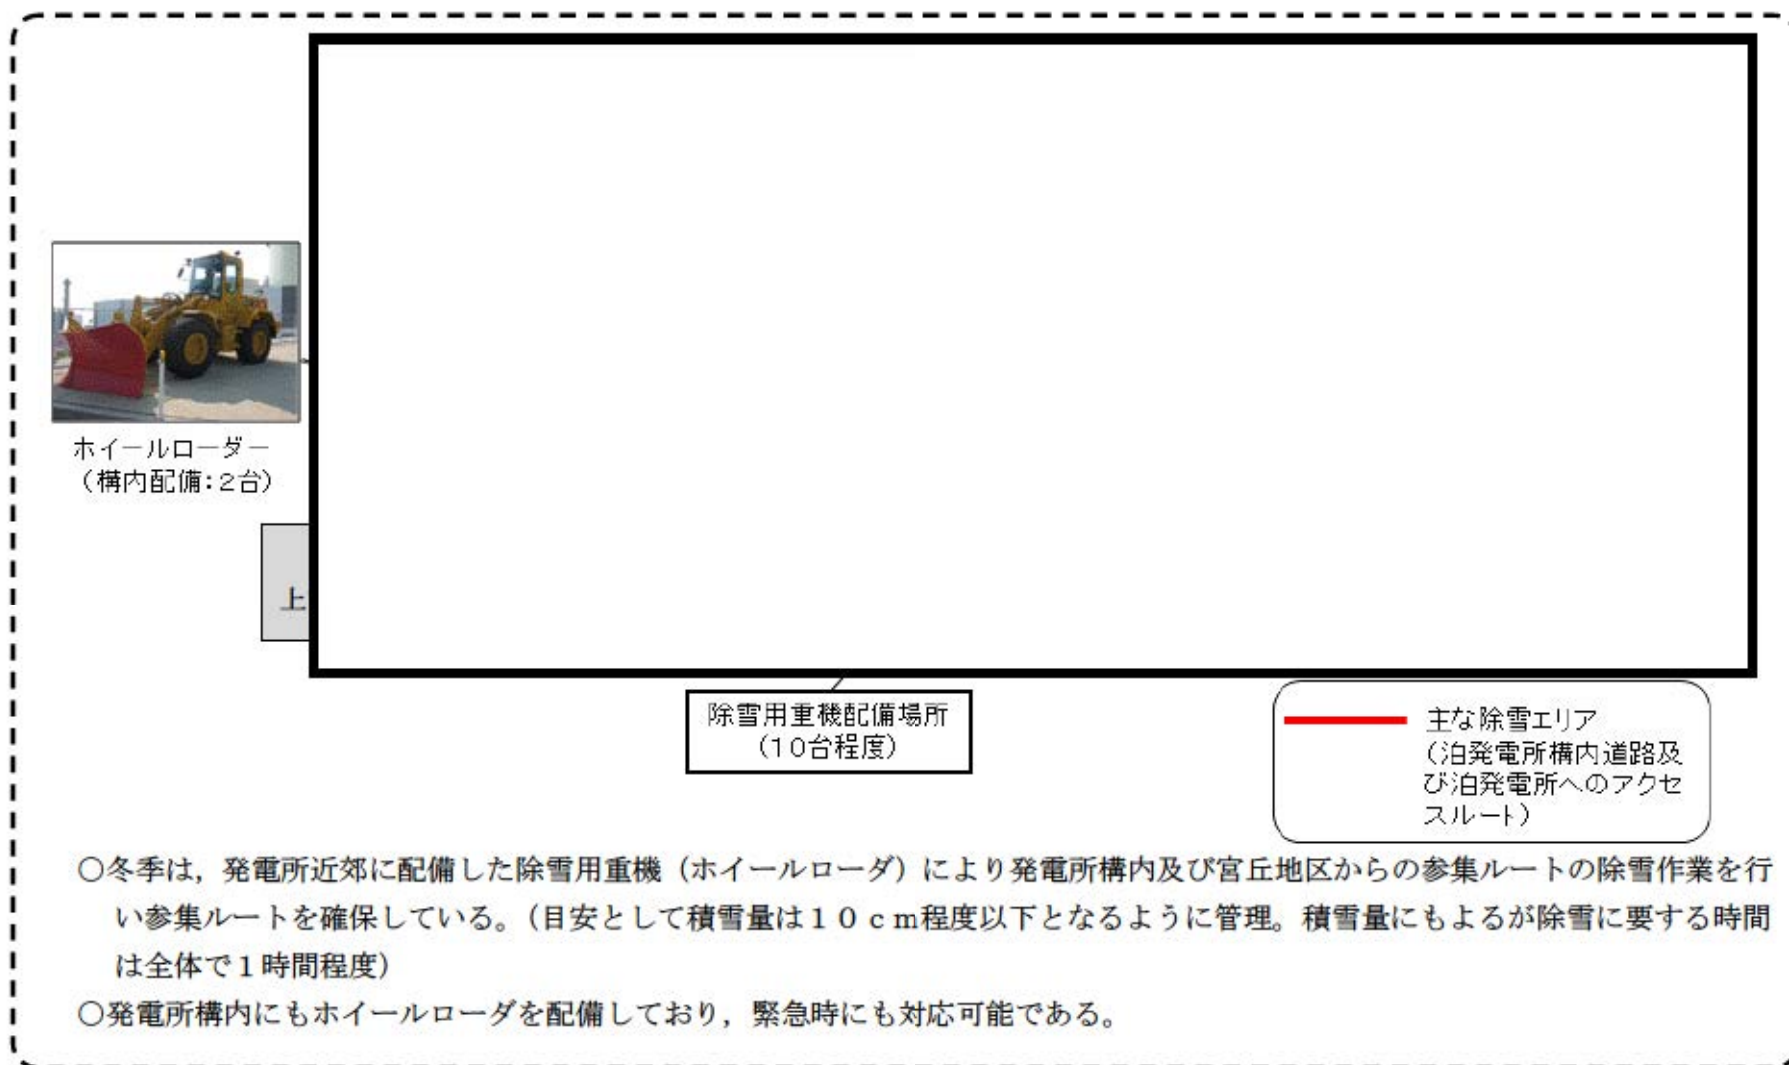 ホイールローダー
（構内配備：2台）
上
除雪用重機配備場所
（10台程度）
主な除雪エリア
（泊発電所構内道路及
び泊発電所へのアクセ
スルート）
○冬季は，発電所近郊に配備した除雪用重機（ホイールローダ）により発電所構内及び宮丘地区からの参集ルートの除雪作業を行
い参集ルートを確保している。（目安として積雪量は１０ｃｍ程度以下となるように管理。積雪量にもよるが除雪に要する時間
は全体で１時間程度）
○発電所構内にもホイールローダを配備しており，緊急時にも対応可能である。